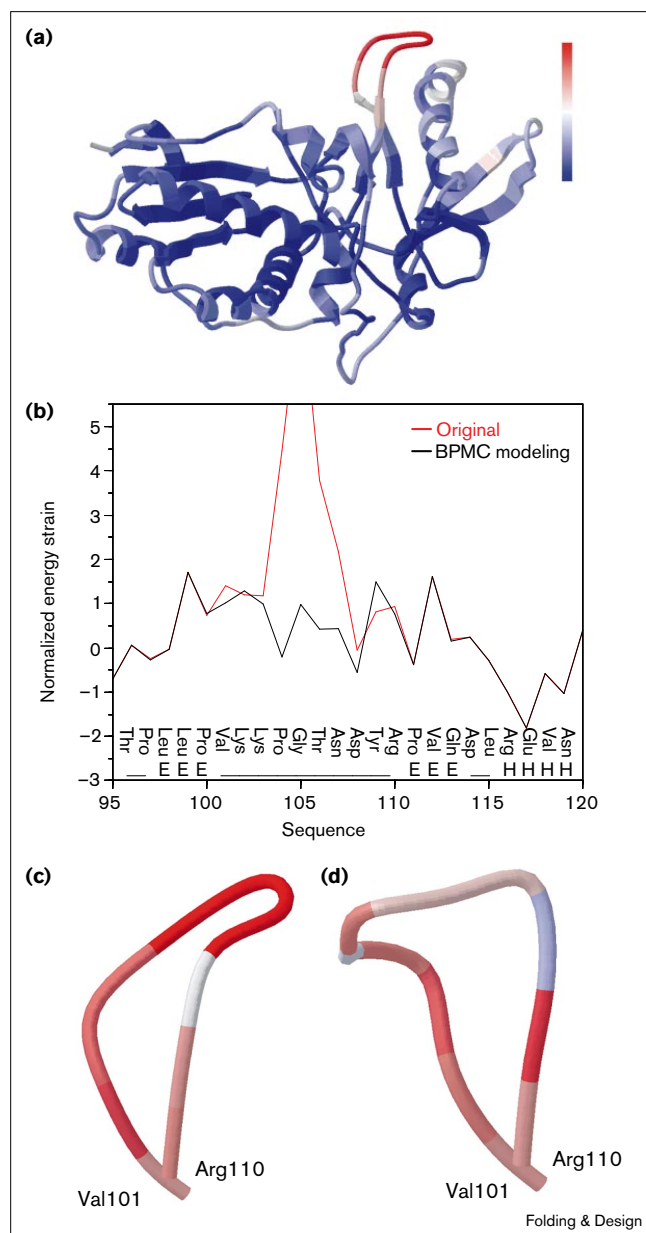 (a)
(b)
Normalized energy strain
5
4
3
2
1
0
−1
−2
−3
Original
BPMC modeling
Thr
Pro
Leu
Leu
Pro
Val
Lys
Lys
Pro
Gly
Thr
Asn
Asp
Tyr
Arg
Pro
Val
Gln
Asp
Leu
Arg
Glu
Val
Asn
E E E E E E H H H H
95 100 105 110 115 120
Sequence
(c)
(d)
Val101
Arg110
Val101
Arg110
Folding & Design